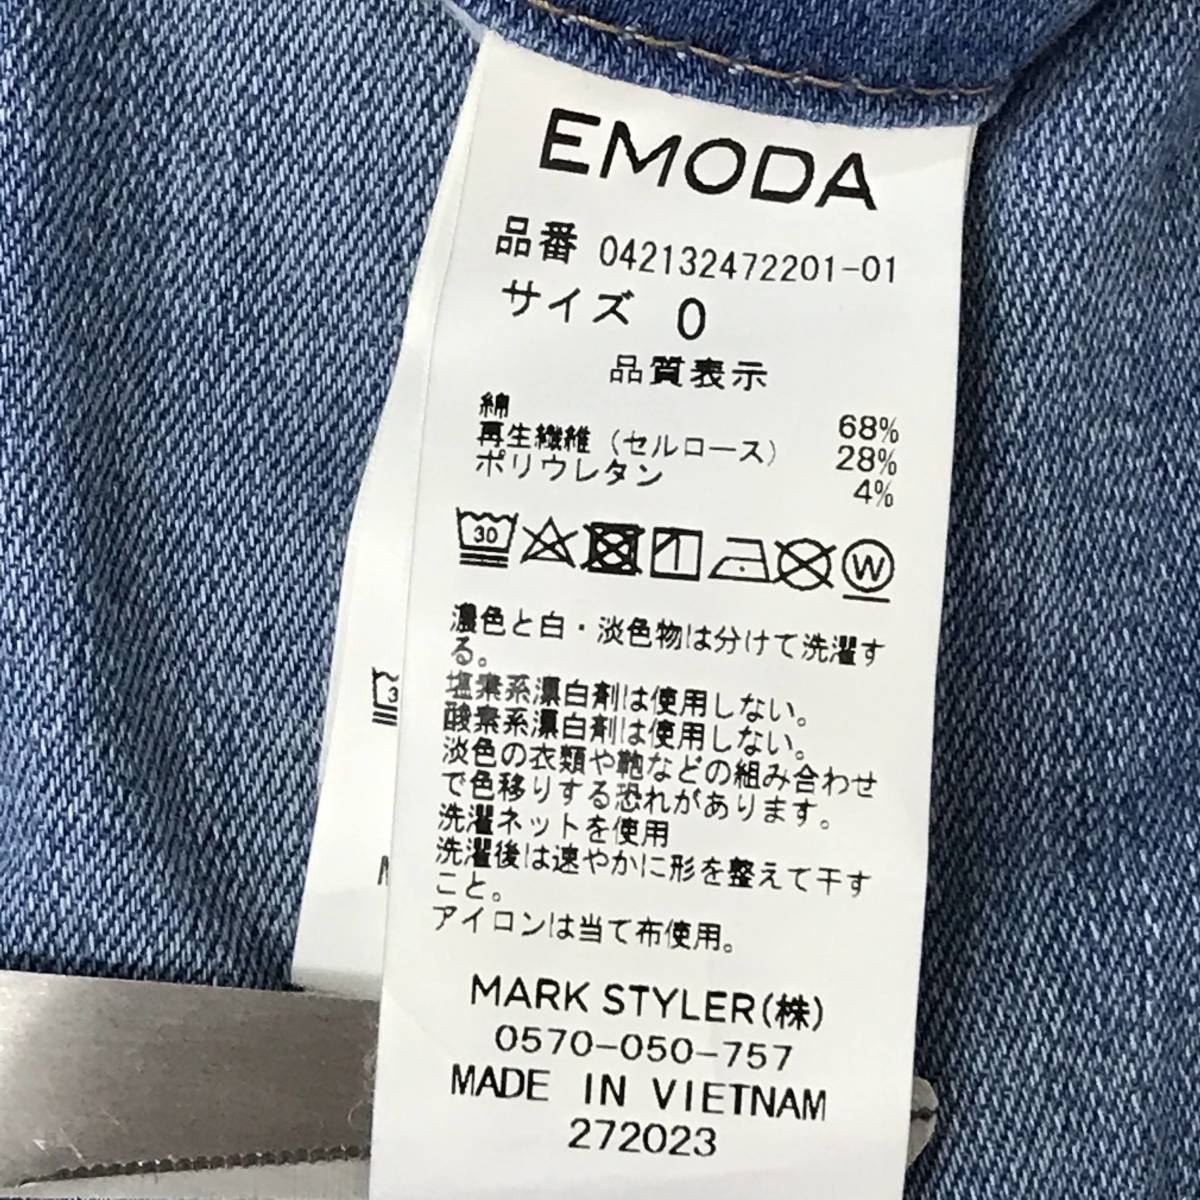 EMODA
品番 042132472201-01
サイズ 0
品質表示
綿 68%
再生繊維 (セルロース) 28%
ポリウレタン 4%
30
W
濃色と白・淡色物は分けて洗濯す
る。
塩素系漂白剤は使用しない。
酸素系漂白剤は使用しない。
淡色の衣類や鞄などの組み合わせ
で色移りする恐れがあります。
洗濯ネットを使用
洗濯後は速やかに形を整えて干す
こと。
アイロンは当て布使用。
MARK STYLER(株)
0570-050-757
MADE IN VIETNAM
272023